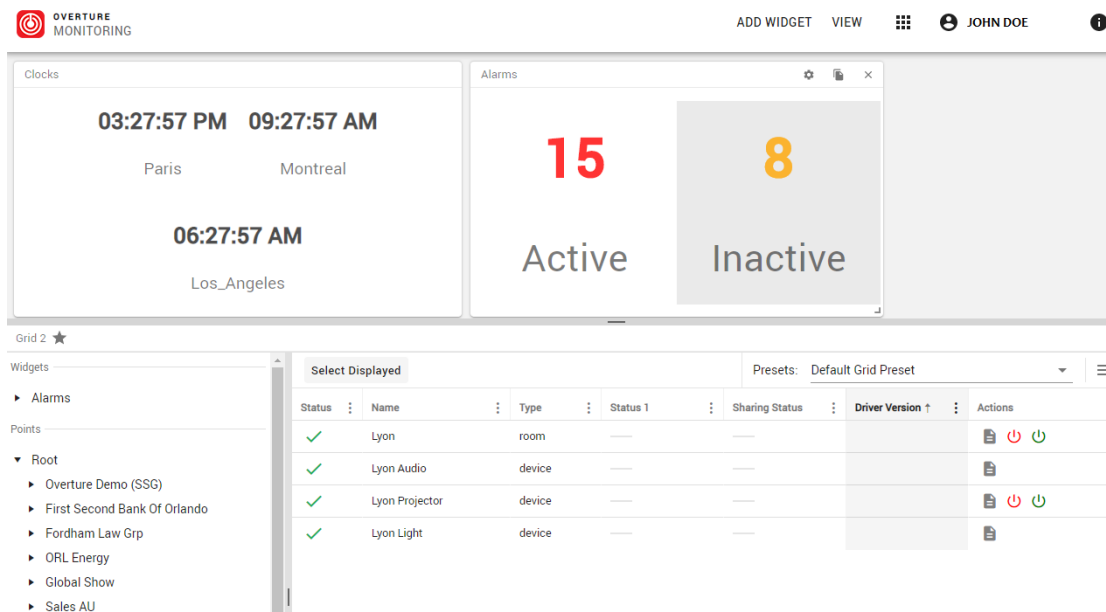 OVERTURE
MONITORING
ADD WIDGET VIEW JOHN DOE
Clocks
03:27:57 PM 09:27:57 AM
Paris Montreal
06:27:57 AM
Los_Angeles
Alarms
15 8
Active Inactive
Grid 2
Widgets
Alarms
Points
Root
Overture Demo (SSG)
First Second Bank Of Orlando
Fordham Law Grp
ORL Energy
Global Show
Sales AU
Select Displayed Presets: Default Grid Preset
Status Name Type Status 1 Sharing Status Driver Version ↑ Actions
Lyon room
Lyon Audio device
Lyon Projector device
Lyon Light device